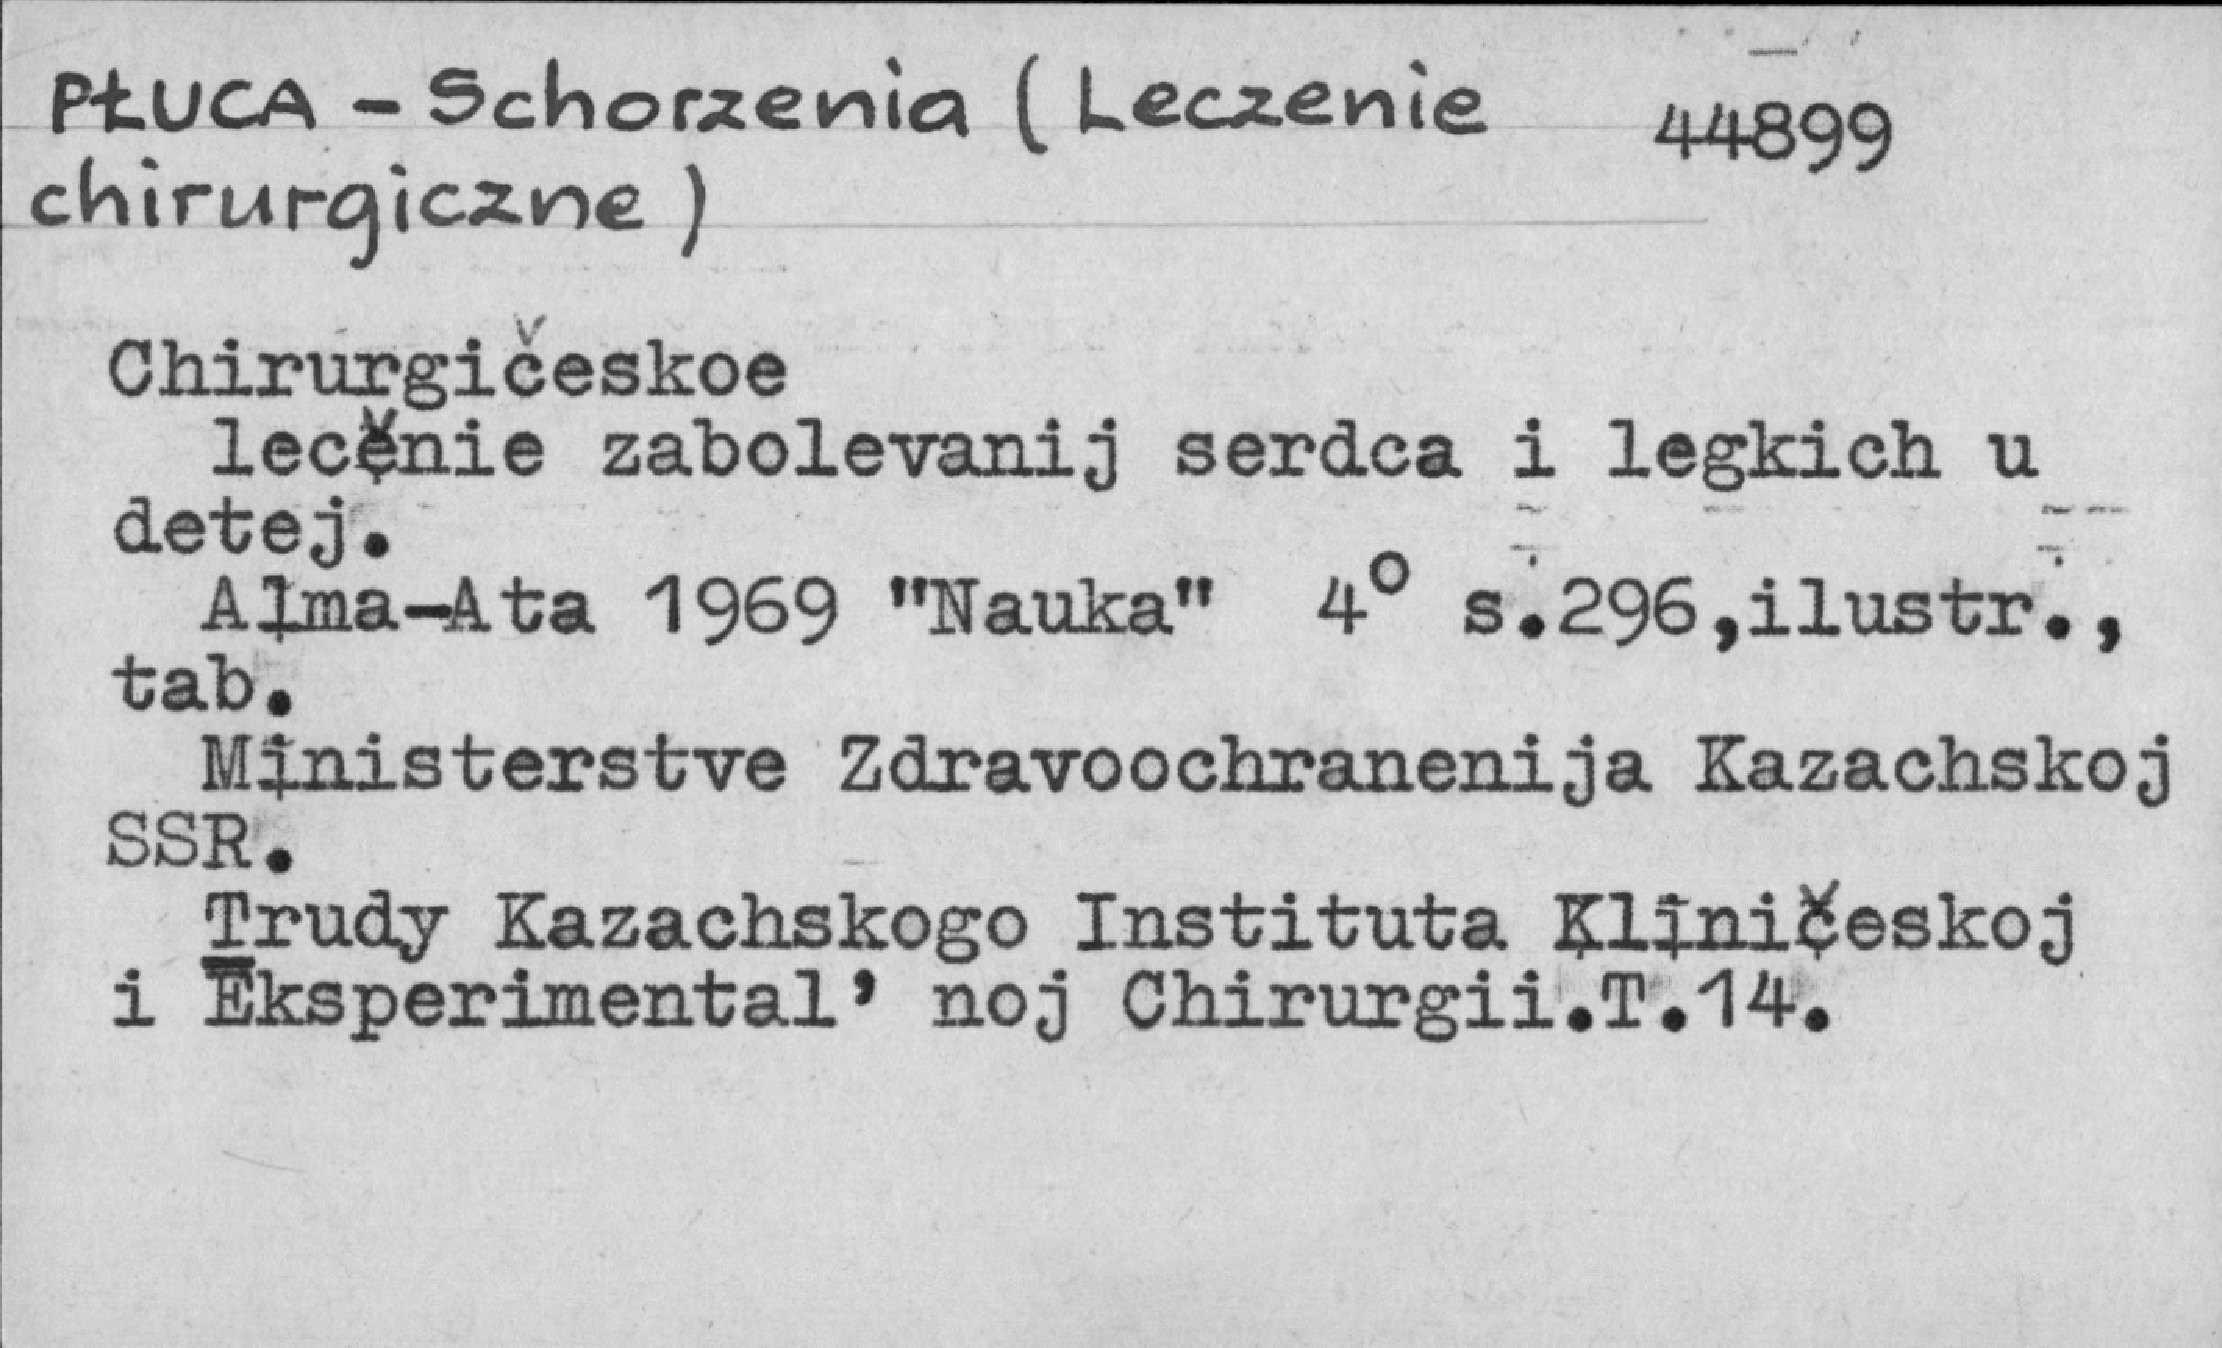 PŁUCA - Schorzenia (Leczenie 44899
chirurgiczne)
Chirurgičeskoe
lecěnie zabolevanij serdca i legkich u
detej.
Alma-Ata 1969 "Nauka" 4° s.296,ilustr.,
tab.
Ministerstve Zdravoochranenija Kazachskoj
SSR.
Trudy Kazachskogo Instituta Kliničeskoj
i Eksperimental’ noj Chirurgii.T.14.